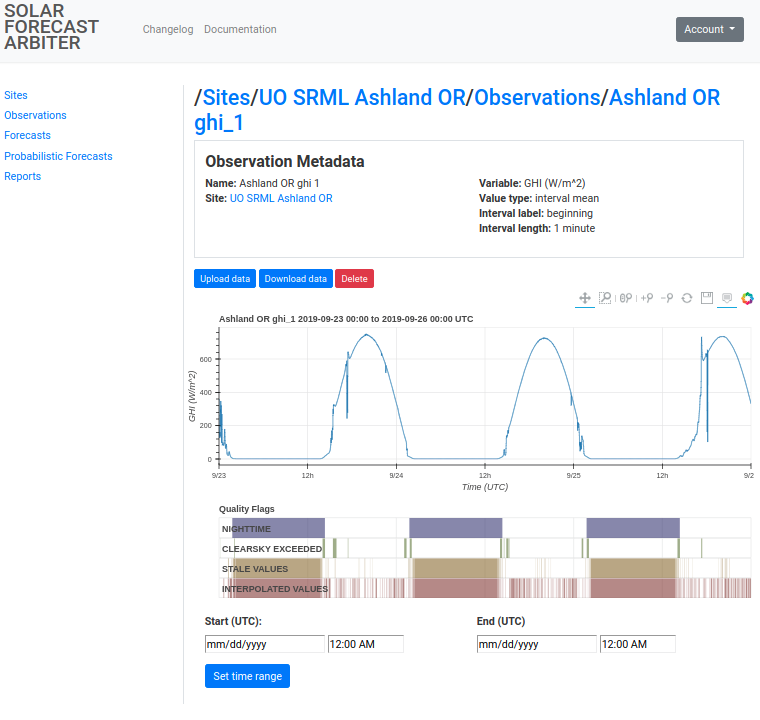 SOLAR
FORECAST
ARBITER
Changelog Documentation
Account
Sites
Observations
Forecasts
Probabilistic Forecasts
Reports
/Sites/UO SRML Ashland OR/Observations/Ashland OR
ghi_1
Observation Metadata
Name: Ashland OR ghi 1
Site: UO SRML Ashland OR
Variable: GHI (W/m^2)
Value type: interval mean
Interval label: beginning
Interval length: 1 minute
Upload data Download data Delete
Ashland OR ghi_1 2019-09-23 00:00 to 2019-09-26 00:00 UTC
GHI (W/m^2)
600
400
200
0
9/23 12h 9/24 12h 9/25 12h 9/2
Time (UTC)
Quality Flags
NIGHTTIME
CLEARSKY EXCEEDED
STALE VALUES
INTERPOLATED VALUES
Start (UTC): End (UTC)
mm/dd/yyyy 12:00 AM mm/dd/yyyy 12:00 AM
Set time range